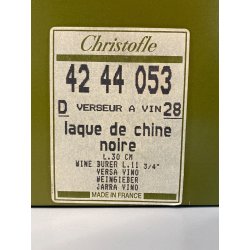 Christofle
42 44 053
D VERSEUR A VIN 28
laque de chine
noire
L.30 CM
WINE BURER L.11 3/4"
VERSA VINO
WEINGIEßER
JARRA VINO
MADE IN FRANCE